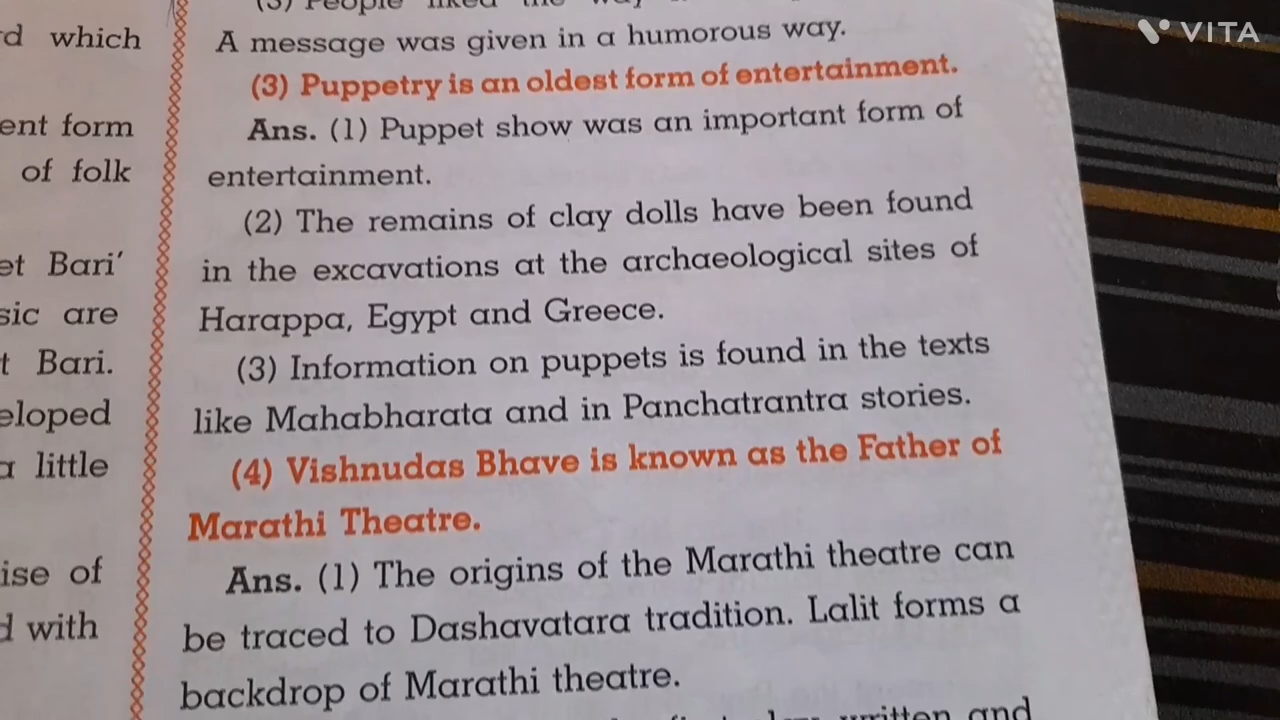 VITA
d which
ent form
of folk
et Bari'
sic are
t Bari.
eloped
a little
ise of
d with
(3) People liked the way
A message was given in a humorous way.
(3) Puppetry is an oldest form of entertainment.
Ans. (1) Puppet show was an important form of
entertainment.
(2) The remains of clay dolls have been found
in the excavations at the archaeological sites of
Harappa, Egypt and Greece.
(3) Information on puppets is found in the texts
like Mahabharata and in Panchatrantra stories.
(4) Vishnudas Bhave is known as the Father of
Marathi Theatre.
Ans. (1) The origins of the Marathi theatre can
be traced to Dashavatara tradition. Lalit forms a
backdrop of Marathi theatre.
written and